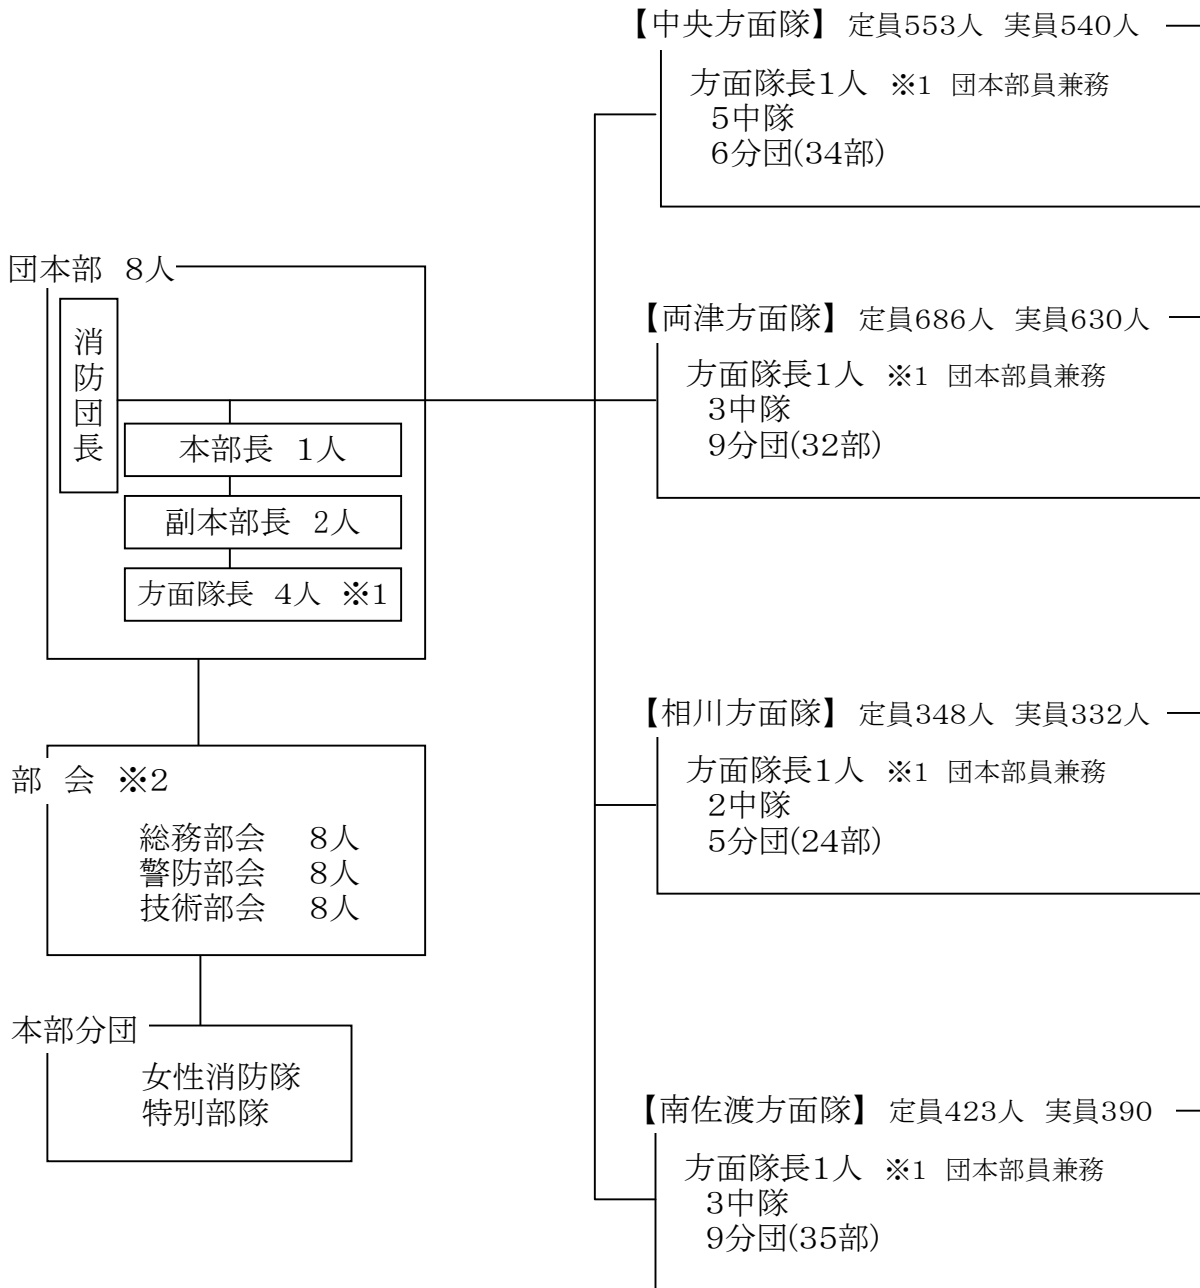 団本部 8人
消防団長
本部長 1人
副本部長 2人
方面隊長 4人 ※1
部 会 ※2
総務部会 8人
警防部会 8人
技術部会 8人
本部分団
女性消防隊
特別部隊
【中央方面隊】 定員553人 実員540人
方面隊長1人 ※1 団本部員兼務
5中隊
6分団(34部)
【両津方面隊】 定員686人 実員630人
方面隊長1人 ※1 団本部員兼務
3中隊
9分団(32部)
【相川方面隊】 定員348人 実員332人
方面隊長1人 ※1 団本部員兼務
2中隊
5分団(24部)
【南佐渡方面隊】 定員423人 実員390
方面隊長1人 ※1 団本部員兼務
3中隊
9分団(35部)